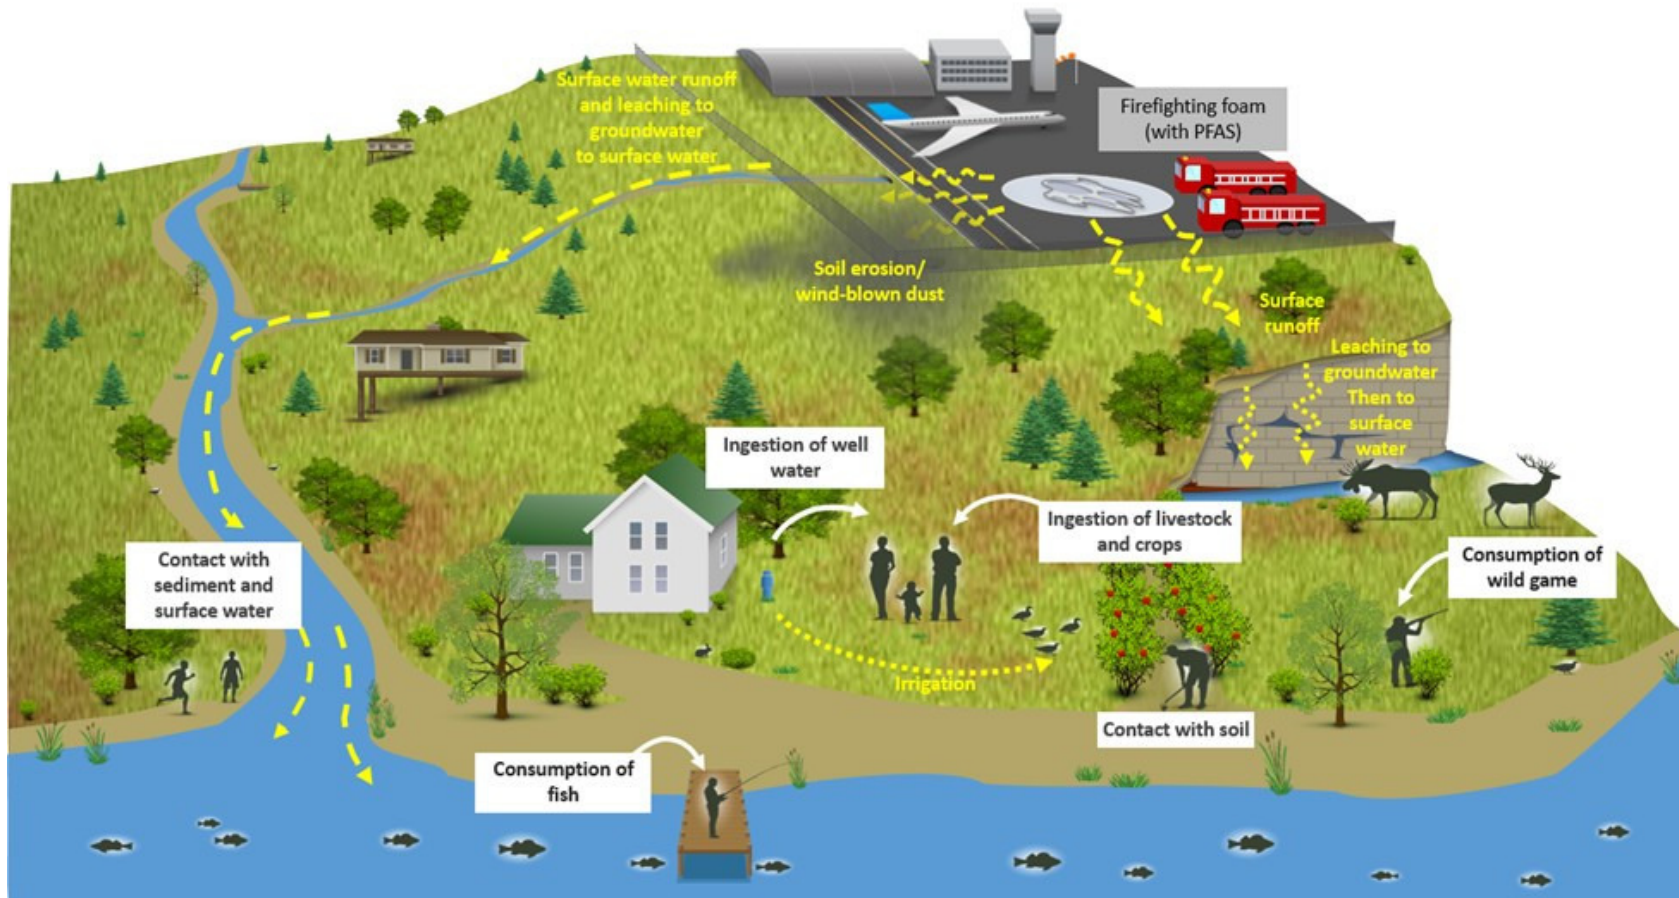 Surface water runoff
and leaching to
groundwater
to surface water
Firefighting foam
(with PFAS)
Soil erosion/
wind-blown dust
Surface
runoff
Leaching to
groundwater
Then to
surface
water
Ingestion of well
water
Ingestion of livestock
and crops
Consumption of
wild game
Contact with
sediment and
surface water
Irrigation
Contact with soil
Consumption of
fish